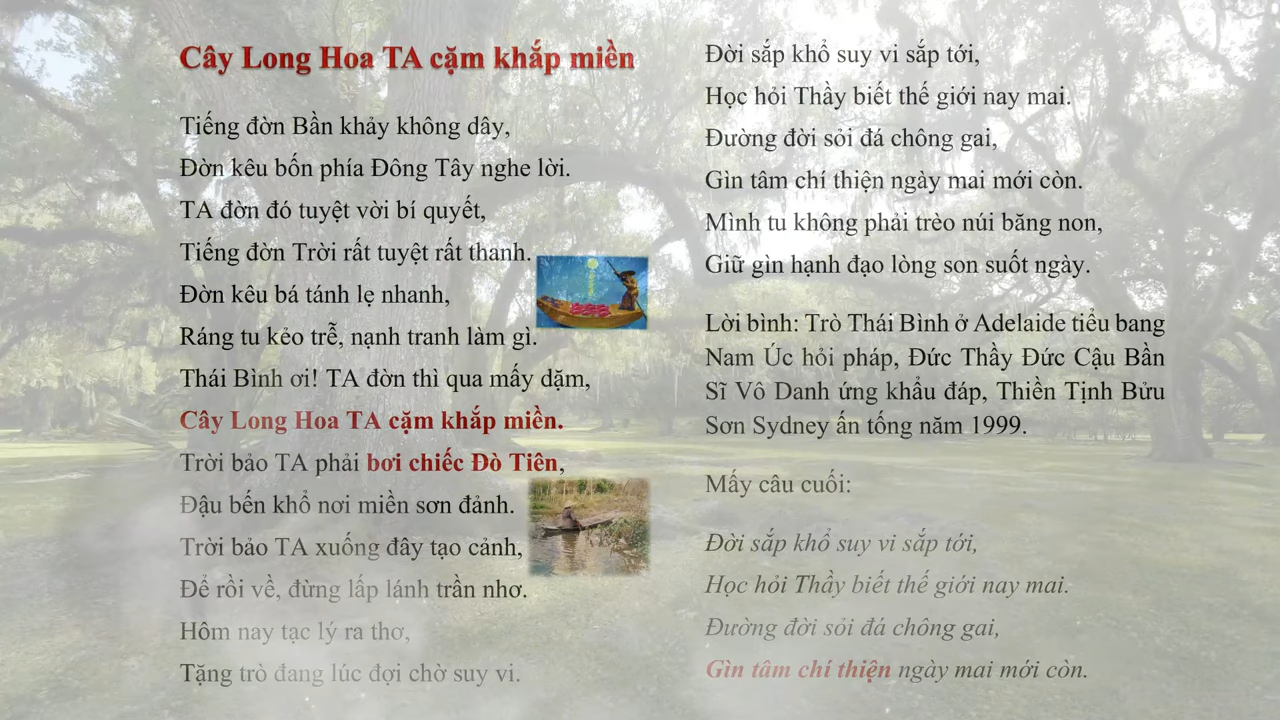 Cây Long Hoa TA cặm khắp miền
Tiếng đờn Bần khảy không dây,
Đờn kêu bốn phía Đông Tây nghe lời.
TA đờn đó tuyệt vời bí quyết,
Tiếng đờn Trời rất tuyệt rất thanh.
Đờn kêu bá tánh lẹ nhanh,
Ráng tu kẻo trễ, nạnh tranh làm gì.
Thái Bình ơi! TA đờn thì qua mấy dặm,
Cây Long Hoa TA cặm khắp miền.
Trời bảo TA phải bơi chiếc Đò Tiên,
Đậu bến khổ nơi miền sơn đảnh.
Trời bảo TA xuống đây tạo cảnh,
Để rồi về, đừng lấp lánh trần nhơ.
Hôm nay tạc lý ra thơ,
Tặng trò đang lúc đợi chờ suy vi.
Đời sắp khổ suy vi sắp tới,
Học hỏi Thầy biết thế giới nay mai.
Đường đời sỏi đá chông gai,
Gìn tâm chí thiện ngày mai mới còn.
Mình tu không phải trèo núi băng non,
Giữ gìn hạnh đạo lòng son suốt ngày.
Lời bình: Trò Thái Bình ở Adelaide tiểu bang
Nam Úc hỏi pháp, Đức Thầy Đức Cậu Bần
Sĩ Vô Danh ứng khẩu đáp, Thiền Tịnh Bửu
Sơn Sydney ấn tống năm 1999.
Mấy câu cuối:
Đời sắp khổ suy vi sắp tới,
Học hỏi Thầy biết thế giới nay mai.
Đường đời sỏi đá chông gai,
Gìn tâm chí thiện ngày mai mới còn.